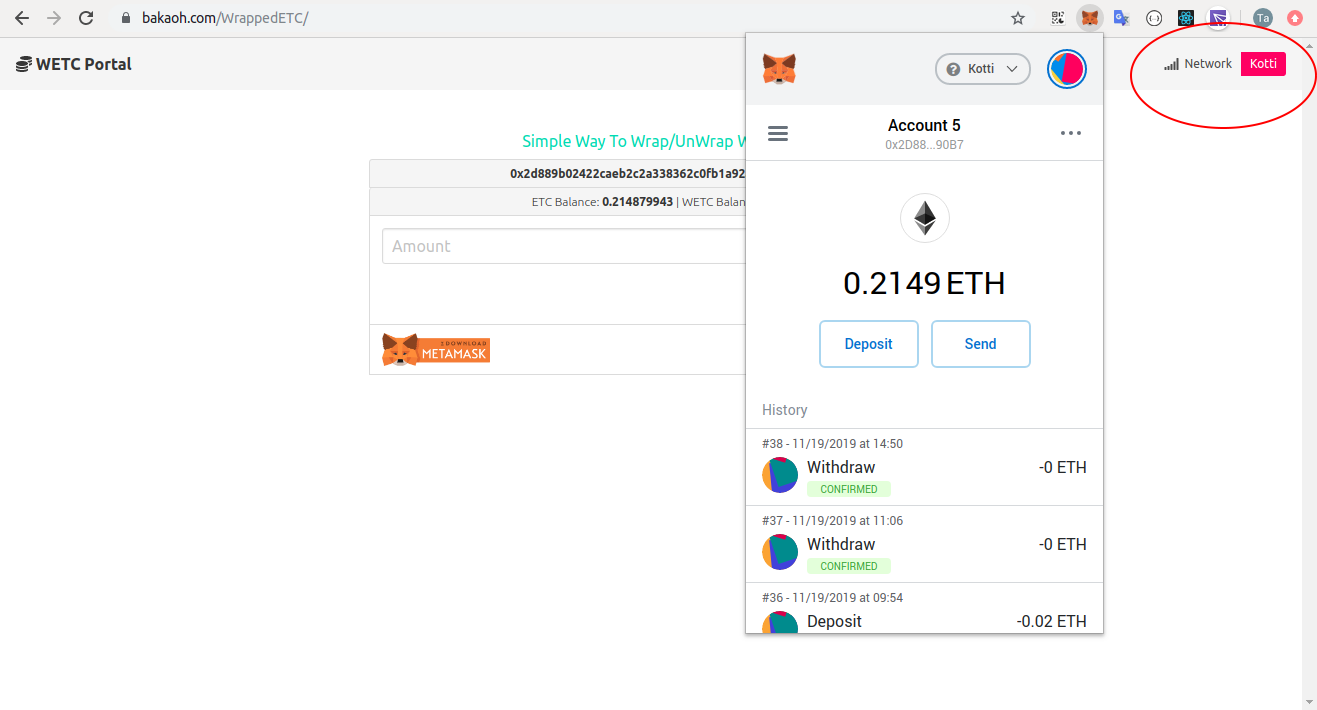 bakaoh.com/WrappedETC/
Ta
WETC Portal
Network Kotti
Simple Way To Wrap/UnWrap
0x2d889b02422caeb2c2a338362c0fb1a92
ETC Balance: 0.214879943 | WETC Balan
Amount
DOWNLOAD
METAMASK
Kotti
Account 5
0x2D88...90B7
0.2149 ETH
Deposit Send
History
#38 - 11/19/2019 at 14:50
Withdraw -0 ETH
CONFIRMED
#37 - 11/19/2019 at 11:06
Withdraw -0 ETH
CONFIRMED
#36 - 11/19/2019 at 09:54
Deposit -0.02 ETH